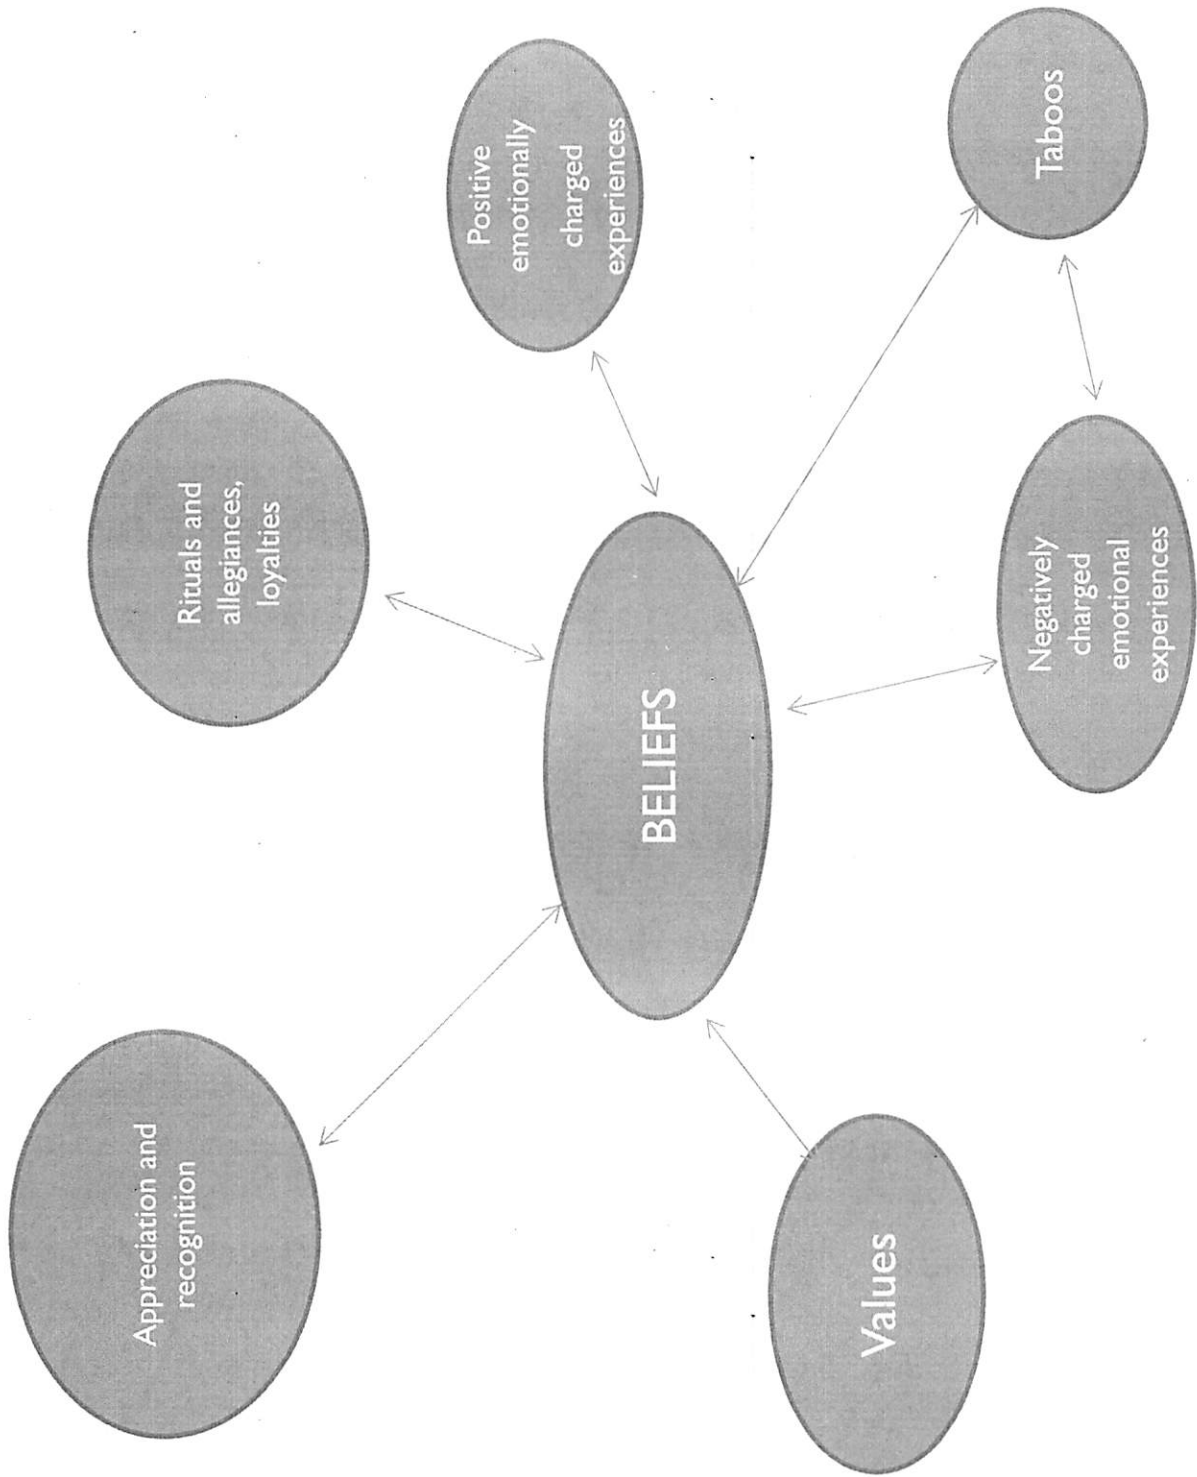 Appreciation and
recognition
Rituals and
allegiances,
loyalties
Positive
emotionally
charged
experiences
BELIEFS
Values
Negatively
charged
emotional
experiences
Taboos